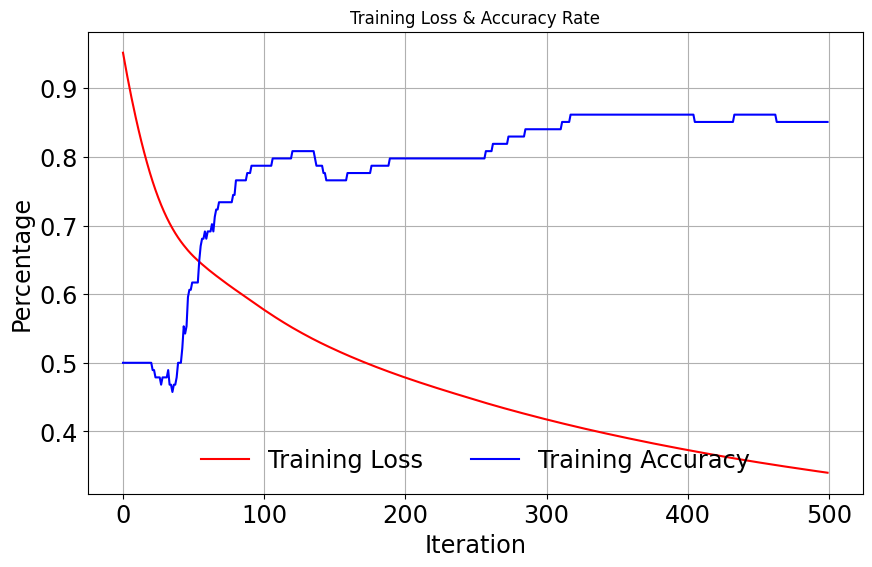 Training Loss & Accuracy Rate
0.9
0.8
0.7
0.6
0.5
0.4
Percentage
Training Loss
Training Accuracy
0 100 200 300 400 500
Iteration